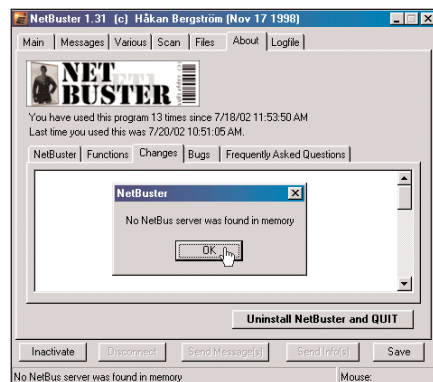 NetBuster 1.31 (c) Håkan Bergström (Nov 17 1998)
Main Messages Various Scan Files About Logfile
NET
BUSTER
You have used this program 13 times since 7/18/02 11:53:50 AM
Last time you used this was 7/20/02 10:51:05 AM.
NetBuster Functions Changes Bugs Frequently Asked Questions
NetBuster
No NetBus server was found in memory
OK
Uninstall NetBuster and QUIT
Inactivate Disconnect Send Message(s) Send Info(s) Save
No NetBus server was found in memory Mouse: